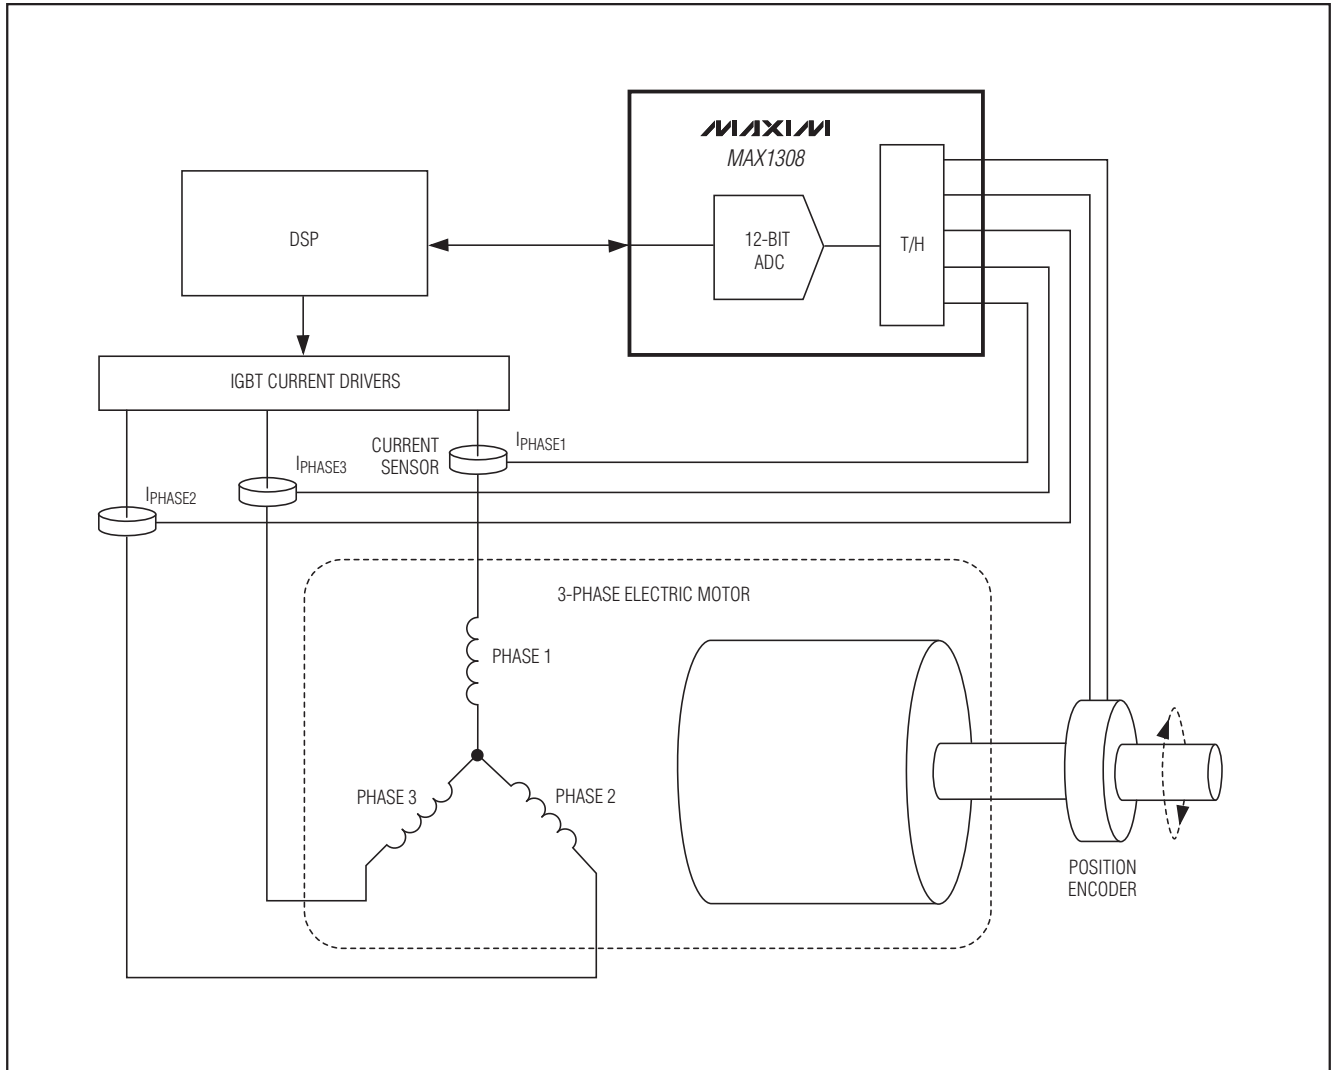 MAXIM
MAX1308
DSP
12-BIT
ADC
T/H
IGBT CURRENT DRIVERS
CURRENT
SENSOR
IPHASE1
IPHASE3
IPHASE2
3-PHASE ELECTRIC MOTOR
PHASE 1
PHASE 3
PHASE 2
POSITION
ENCODER